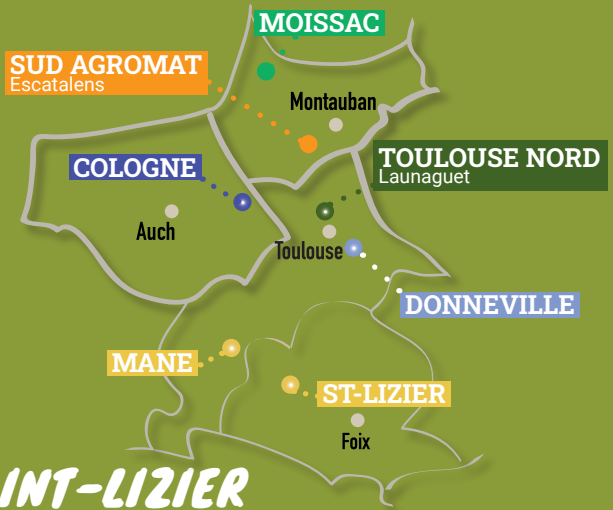 MOISSAC
SUD AGROMAT
Escatalens
Montauban
COLOGNE
TOULOUSE NORD
Launaguet
Auch
Toulouse
DONNEVILLE
MANE
ST-LIZIER
Foix
INT-LIZIER